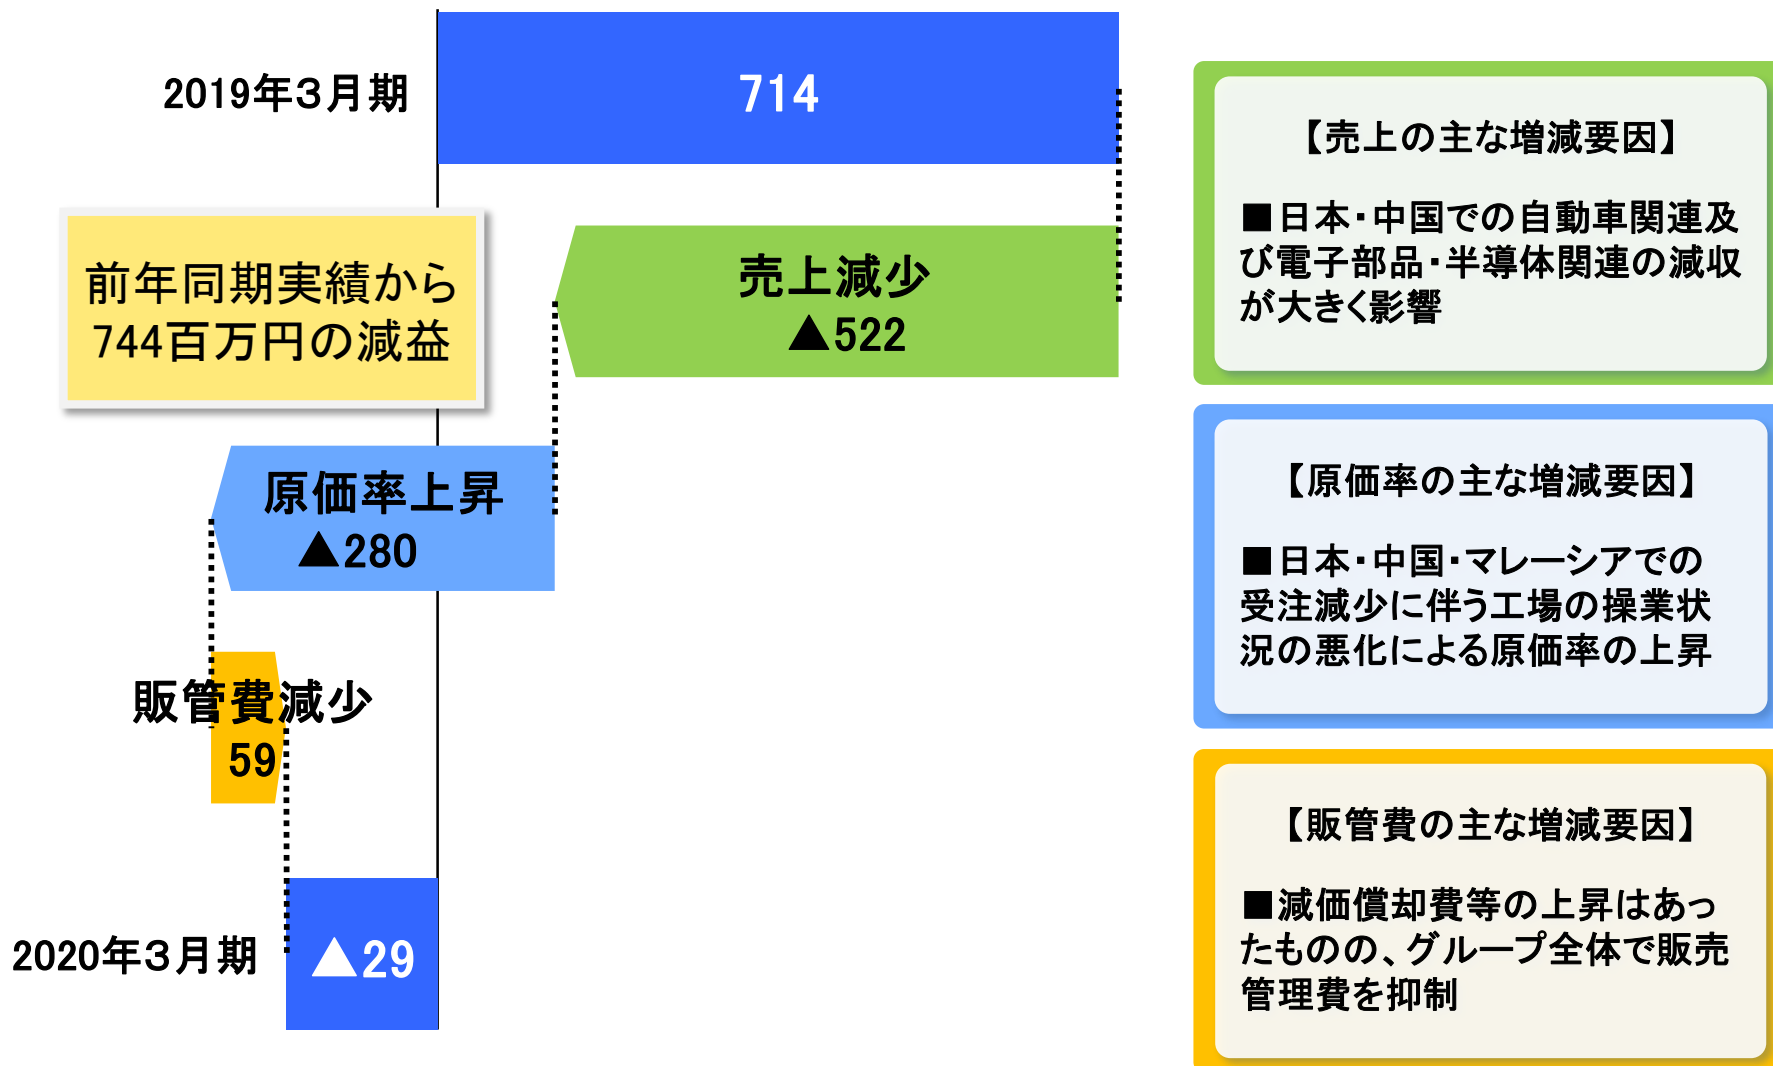 2019年３月期
714
前年同期実績から
744百万円の減益
売上減少
▲522
原価率上昇
▲280
販管費減少
59
2020年３月期
▲29
【売上の主な増減要因】
■日本・中国での自動車関連及
び電子部品・半導体関連の減収
が大きく影響
【原価率の主な増減要因】
■日本・中国・マレーシアでの
受注減少に伴う工場の操業状
況の悪化による原価率の上昇
【販管費の主な増減要因】
■減価償却費等の上昇はあっ
たものの、グループ全体で販売
管理費を抑制